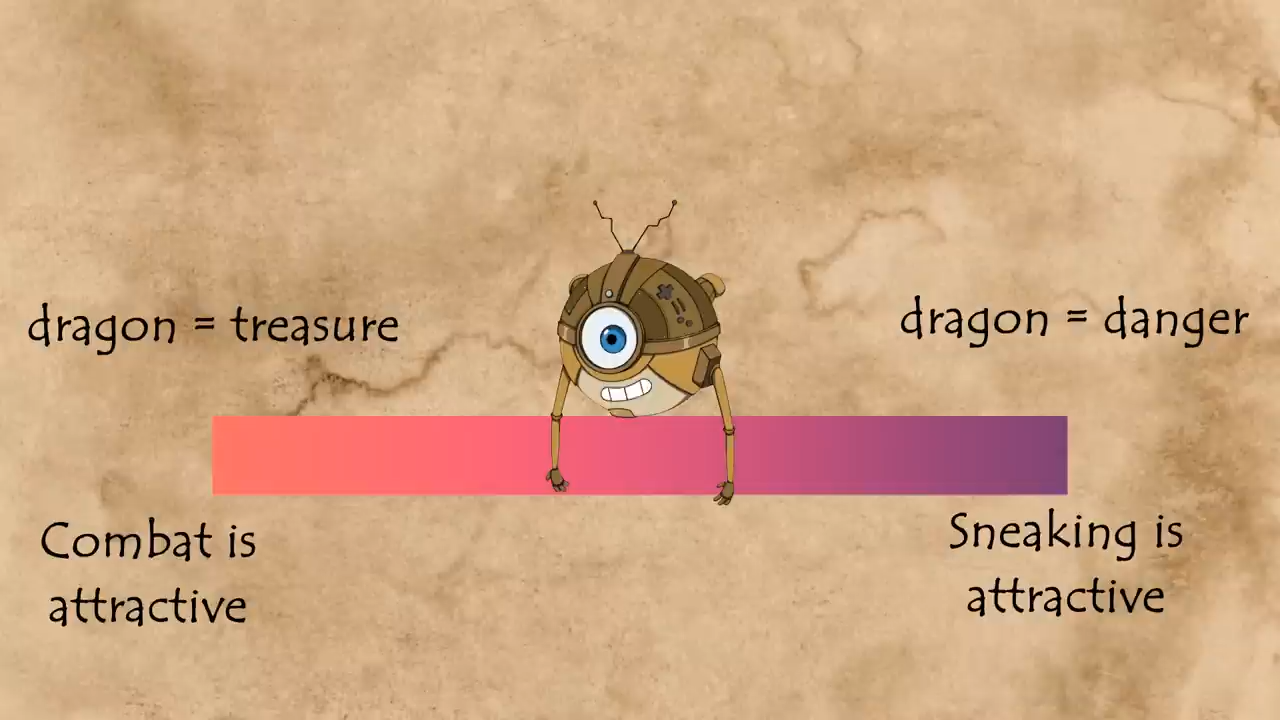 dragon = treasure
dragon = danger
Combat is
attractive
Sneaking is
attractive